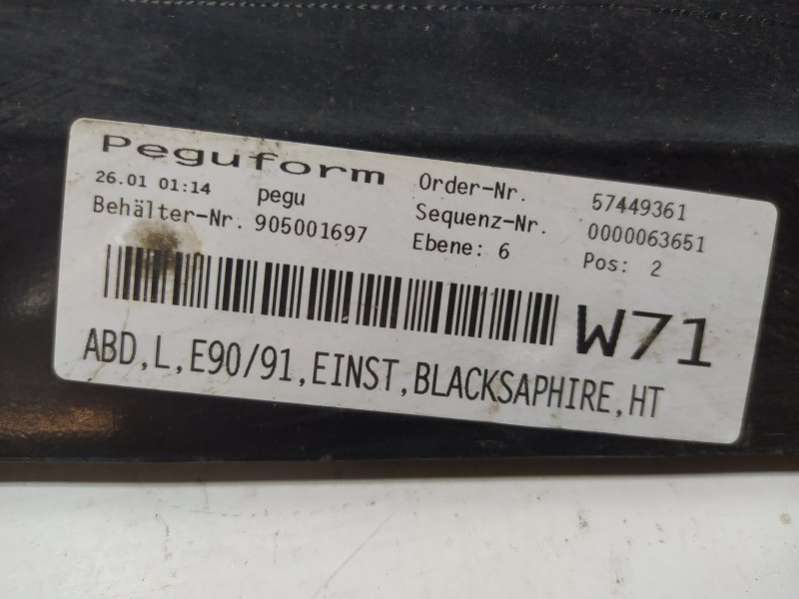 Peguform
26.01 01:14 pegu Order-Nr. 57449361
Behälter-Nr. 905001697 Sequenz-Nr. 0000063651
Ebene: 6 Pos: 2
W71
ABD,L,E90/91,EINST,BLACKSAPHIRE,HT